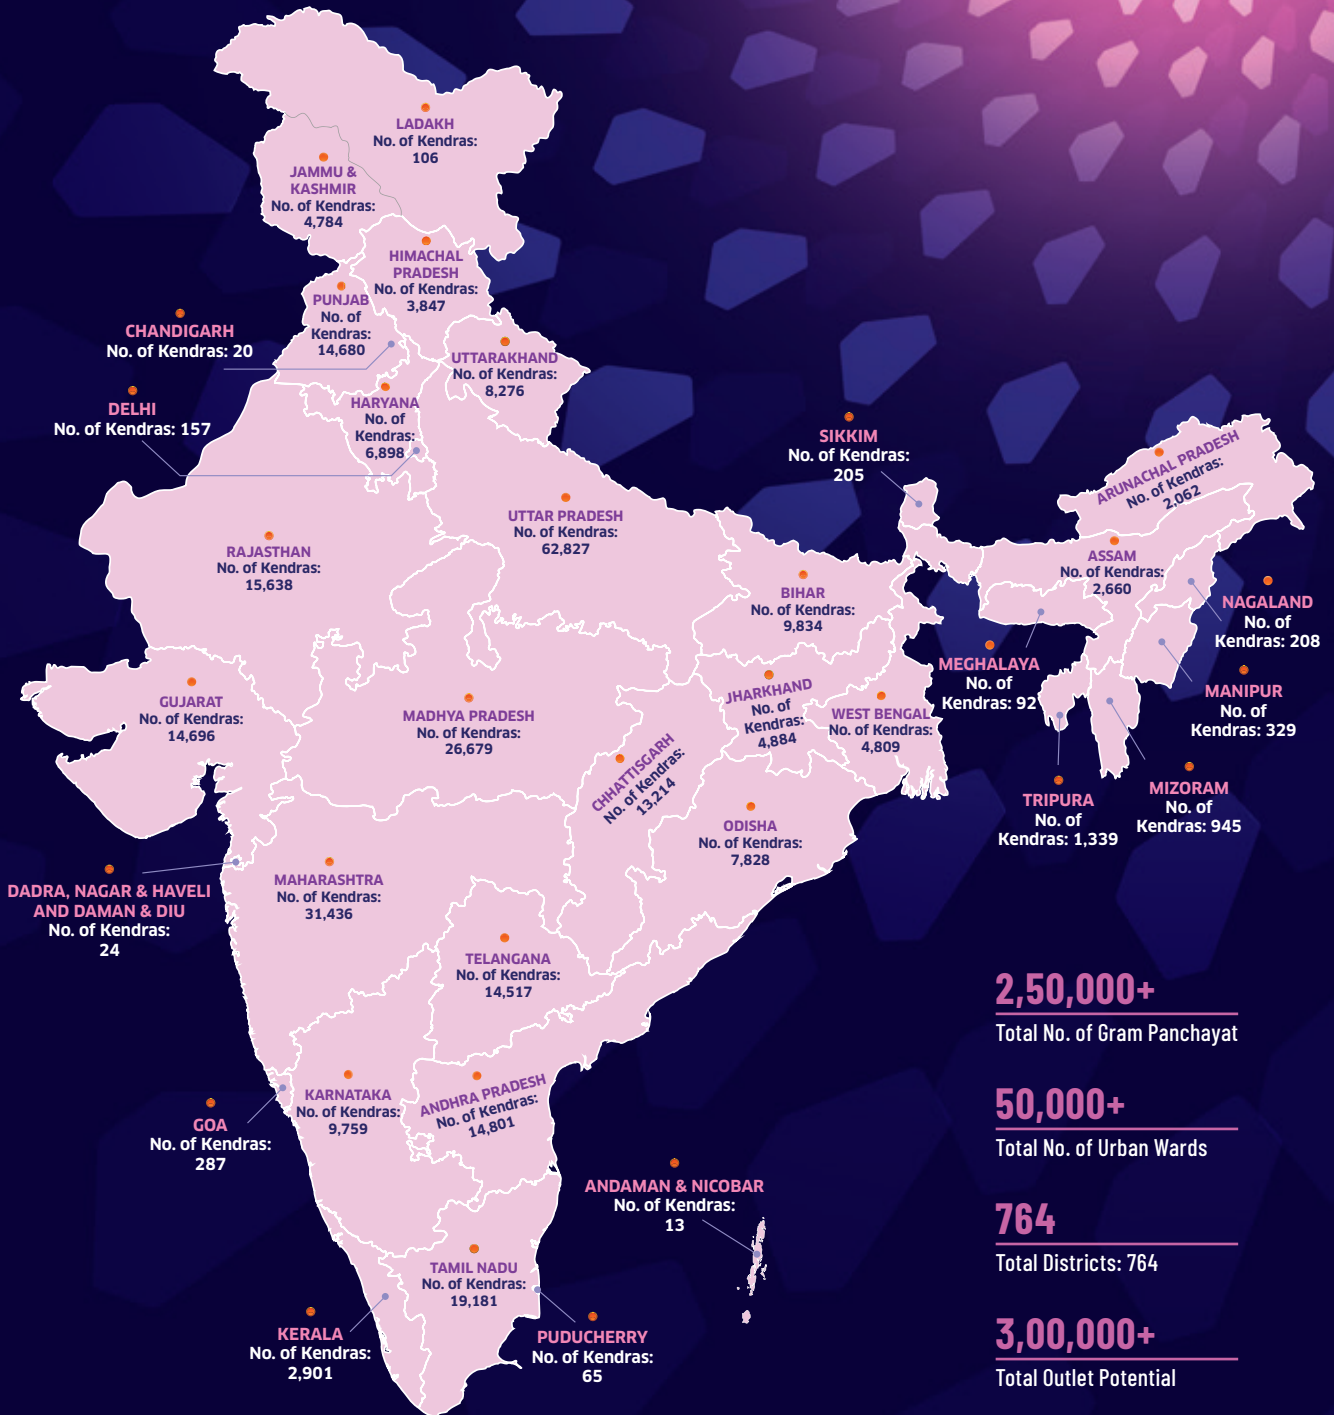 LADAKH
No. of Kendras:
106
JAMMU &
KASHMIR
No. of Kendras:
4,784
HIMACHAL
PRADESH
No. of Kendras:
3,847
PUNJAB
No. of
Kendras:
14,680
CHANDIGARH
No. of Kendras: 20
UTTARAKHAND
No. of Kendras:
8,276
DELHI
No. of Kendras: 157
HARYANA
No. of
Kendras:
6,898
SIKKIM
No. of Kendras:
205
ARUNACHAL PRADESH
No. of Kendras:
2,062
UTTAR PRADESH
No. of Kendras:
62,827
RAJASTHAN
No. of Kendras:
15,638
ASSAM
No. of Kendras:
2,660
BIHAR
No. of Kendras:
9,834
NAGALAND
No. of
Kendras: 208
MEGHALAYA
No. of
Kendras: 92
MANIPUR
No. of
Kendras: 329
GUJARAT
No. of Kendras:
14,696
MADHYA PRADESH
No. of Kendras:
26,679
JHARKHAND
No. of
Kendras:
4,884
WEST BENGAL
No. of Kendras:
4,809
CHHATTISGARH
No. of Kendras:
13,214
TRIPURA
No. of
Kendras: 1,339
MIZORAM
No. of
Kendras: 945
ODISHA
No. of Kendras:
7,828
DADRA, NAGAR & HAVELI
AND DAMAN & DIU
No. of Kendras:
24
MAHARASHTRA
No. of Kendras:
31,436
TELANGANA
No. of Kendras:
14,517
2,50,000+
Total No. of Gram Panchayat
KARNATAKA
No. of Kendras:
9,759
ANDHRA PRADESH
No. of Kendras:
14,801
50,000+
Total No. of Urban Wards
GOA
No. of Kendras:
287
ANDAMAN & NICOBAR
No. of Kendras:
13
764
Total Districts: 764
TAMIL NADU
No. of Kendras:
19,181
KERALA
No. of Kendras:
2,901
PUDUCHERRY
No. of Kendras:
65
3,00,000+
Total Outlet Potential